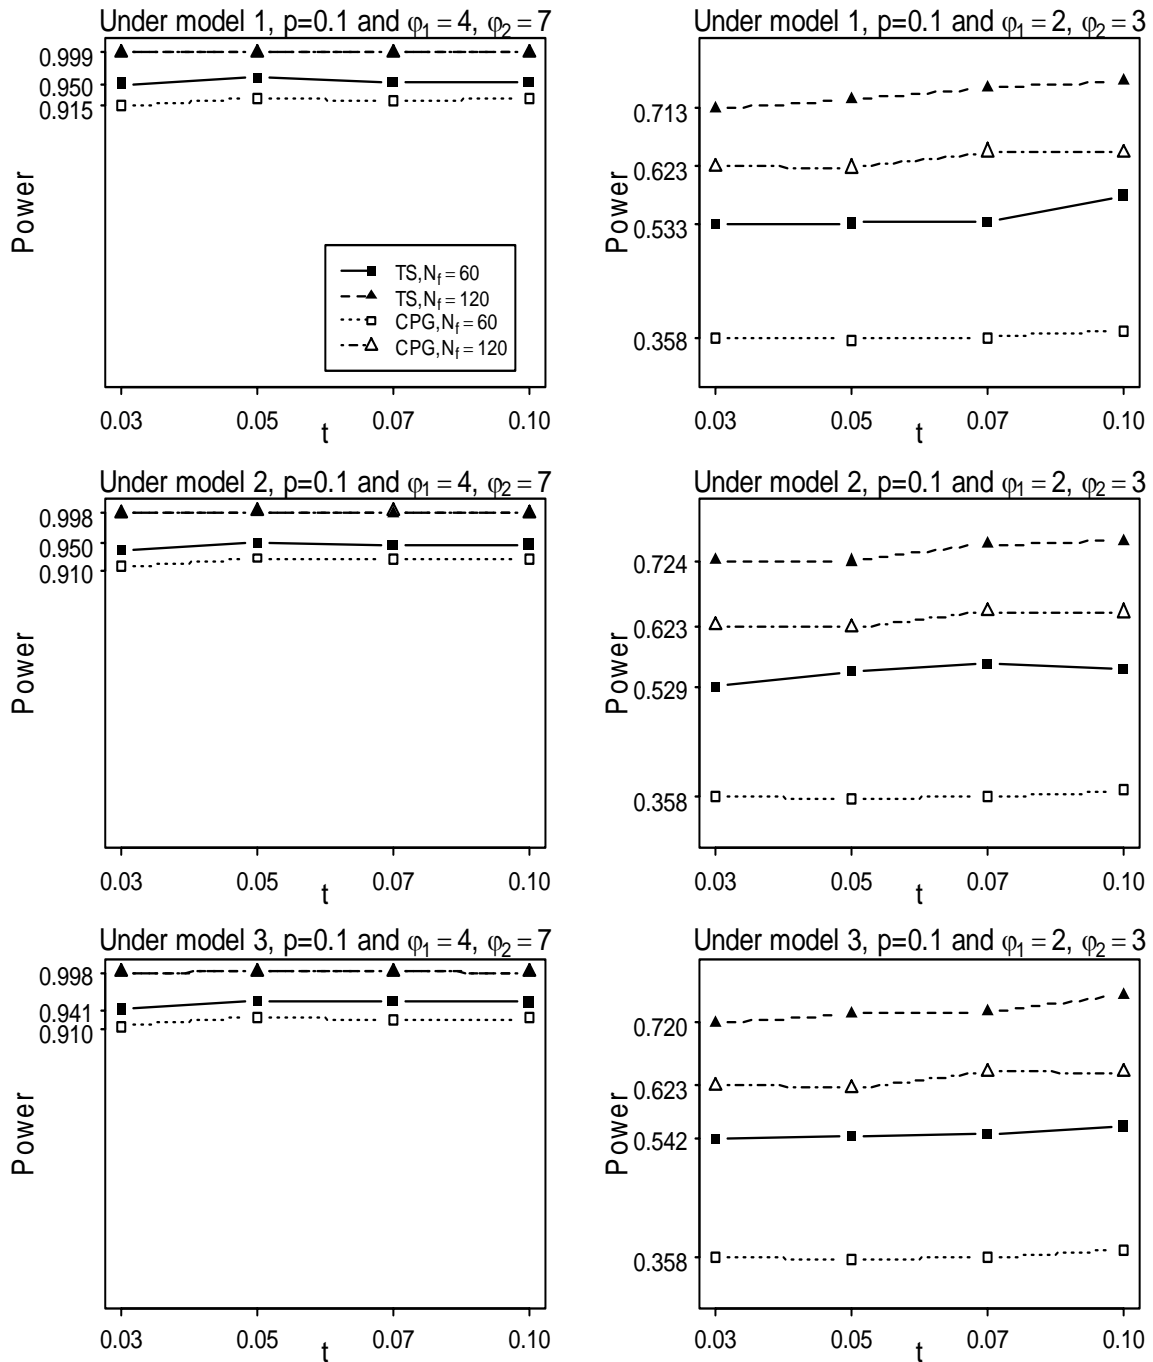 Under model 1, p=0.1 and φ₁ = 4, φ₂ = 7
0.999
0.950
0.915
Power
TS,N_f = 60
TS,N_f = 120
CPG,N_f = 60
CPG,N_f = 120
0.03 0.05 0.07 0.10
t
Under model 1, p=0.1 and φ₁ = 2, φ₂ = 3
0.713
0.623
0.533
0.358
Power
0.03 0.05 0.07 0.10
t
Under model 2, p=0.1 and φ₁ = 4, φ₂ = 7
0.998
0.950
0.910
Power
0.03 0.05 0.07 0.10
t
Under model 2, p=0.1 and φ₁ = 2, φ₂ = 3
0.724
0.623
0.529
0.358
Power
0.03 0.05 0.07 0.10
t
Under model 3, p=0.1 and φ₁ = 4, φ₂ = 7
0.998
0.941
0.910
Power
0.03 0.05 0.07 0.10
t
Under model 3, p=0.1 and φ₁ = 2, φ₂ = 3
0.720
0.623
0.542
0.358
Power
0.03 0.05 0.07 0.10
t